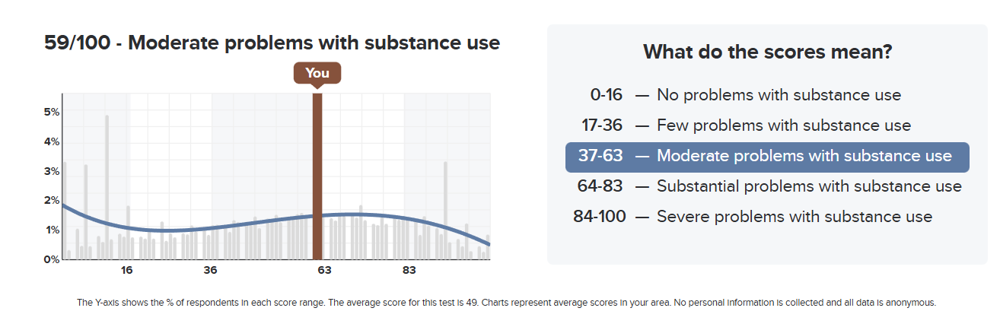 59/100 - Moderate problems with substance use
You
5%
4%
3%
2%
1%
0%
16
36
63
83
What do the scores mean?
0-16 — No problems with substance use
17-36 — Few problems with substance use
37-63 — Moderate problems with substance use
64-83 — Substantial problems with substance use
84-100 — Severe problems with substance use
The Y-axis shows the % of respondents in each score range. The average score for this test is 49. Charts represent average scores in your area. No personal information is collected and all data is anonymous.